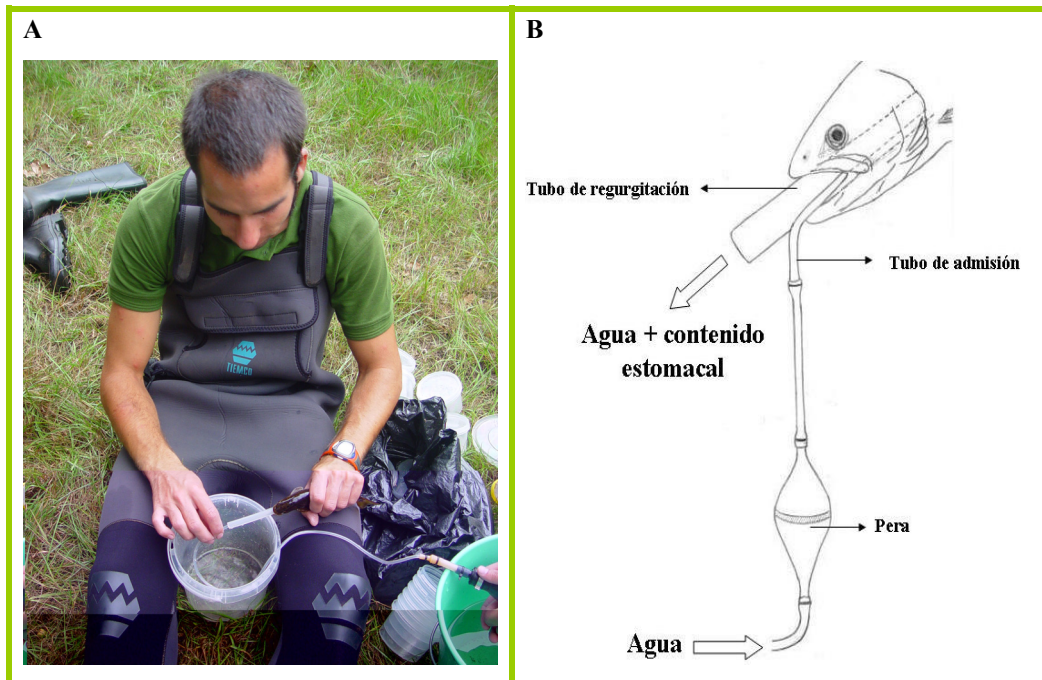 A
B
TIEMCO
Tubo de regurgitación
Tubo de admisión
Agua + contenido
estomacal
Pera
Agua